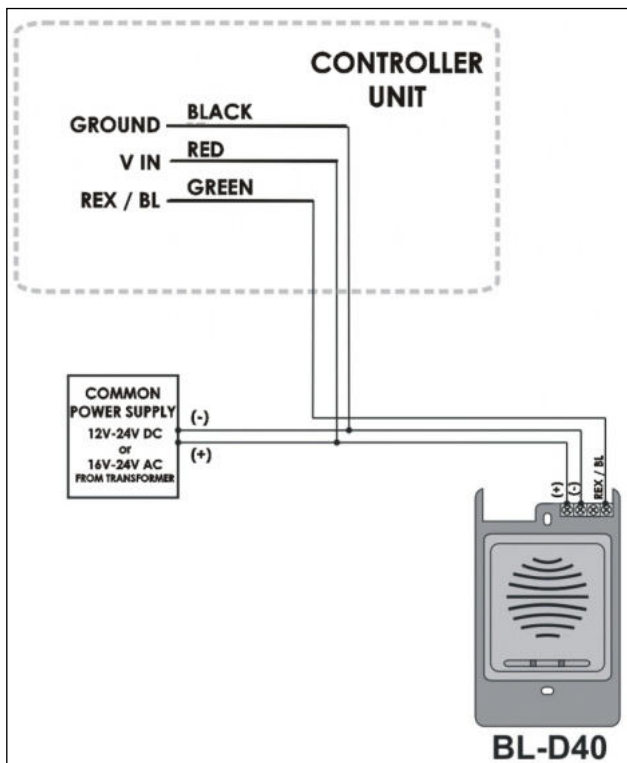 CONTROLLER
UNIT
GROUND BLACK
V IN RED
REX / BL GREEN
COMMON
POWER SUPPLY
12V-24V DC
or
16V-24V AC
FROM TRANSFORMER
(-)
(+)
(+)
(-)
REX / BL
BL-D40